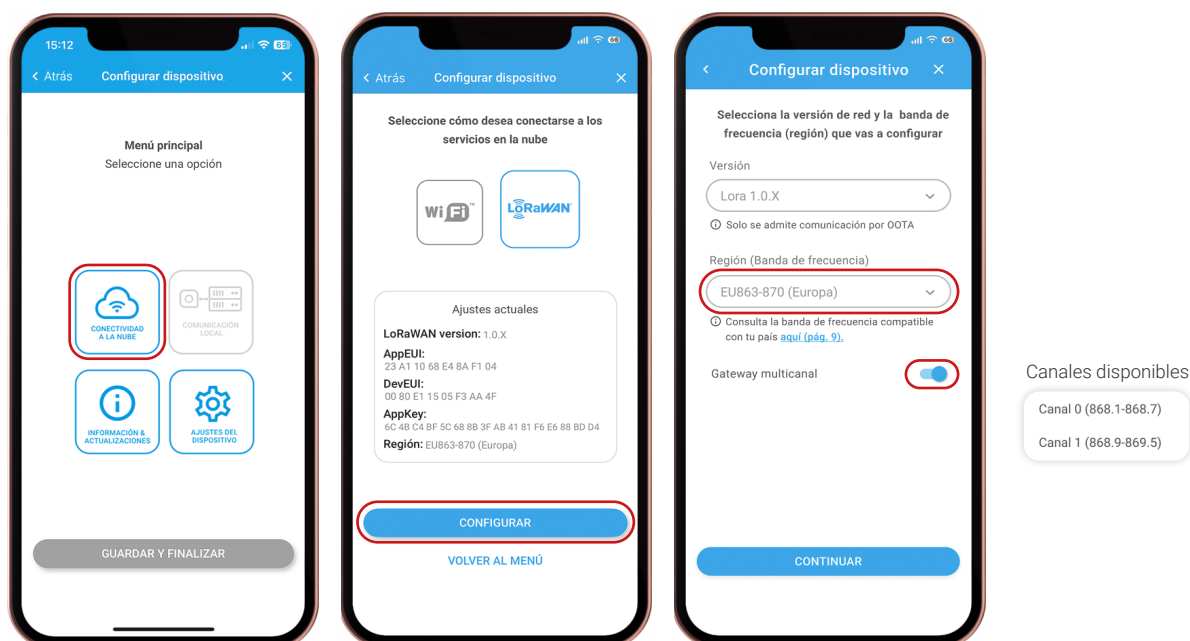 15:12
69
< Atrás Configurar dispositivo ×
Menú principal
Seleccione una opción
CONECTIVIDAD
A LA NUBE
COMUNICACIÓN
LOCAL
INFORMACIÓN &
ACTUALIZACIONES
AJUSTES DEL
DISPOSITIVO
GUARDAR Y FINALIZAR
66
< Atrás Configurar dispositivo ×
Seleccione cómo desea conectarse a los
servicios en la nube
Wi Fi™
LoRaWAN
Ajustes actuales
LoRaWAN version: 1.0.X
AppEUI:
23 A1 10 68 E4 8A F1 04
DevEUI:
00 80 E1 15 05 F3 AA 4F
AppKey:
6C 4B C4 BF 5C 68 8B 3F AB 41 81 F6 E6 88 BD D4
Región: EU863-870 (Europa)
CONFIGURAR
VOLVER AL MENÚ
66
< Configurar dispositivo ×
Selecciona la versión de red y la banda de
frecuencia (región) que vas a configurar
Versión
Lora 1.0.X
Solo se admite comunicación por OOTA
Región (Banda de frecuencia)
EU863-870 (Europa)
Consulta la banda de frecuencia compatible
con tu país aquí (pág. 9).
Gateway multicanal
CONTINUAR
Canales disponibles
Canal 0 (868.1-868.7)
Canal 1 (868.9-869.5)